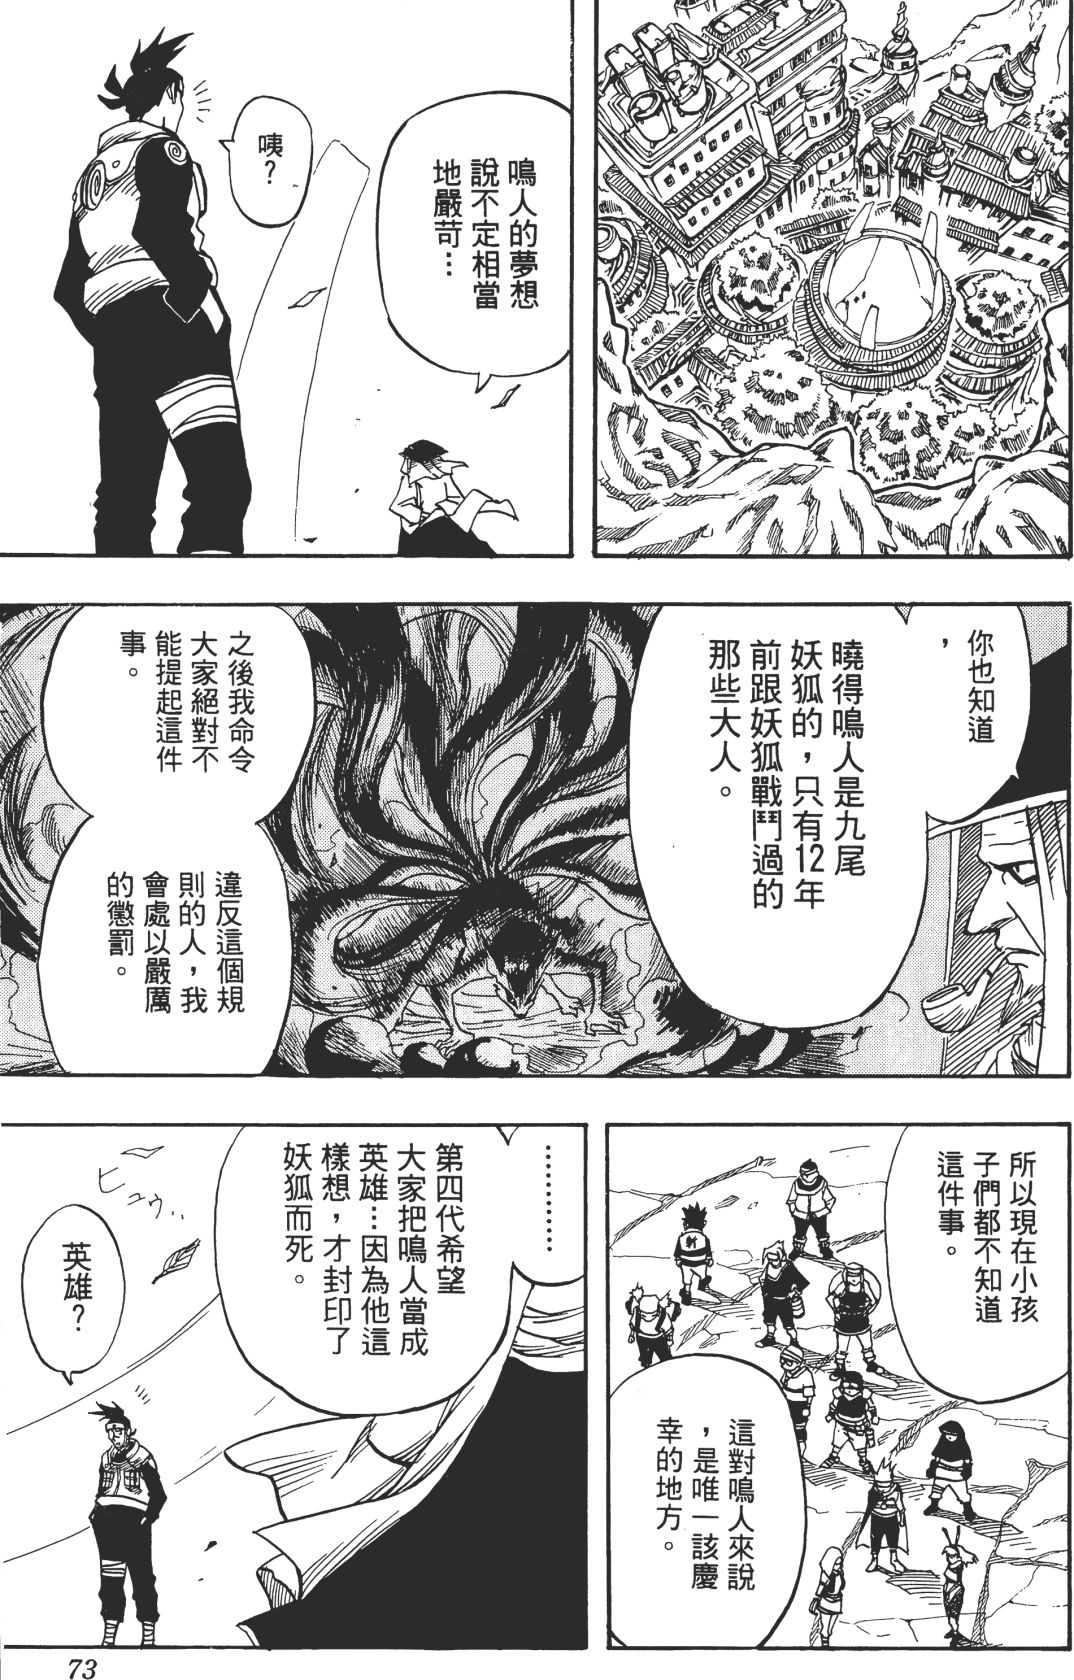 鳴人的夢想
說不定相當
地嚴苛…
咦？
你也知道
，
曉得鳴人是九尾
妖狐的，只有12年
前跟妖狐戰鬥過的
那些大人。
之後我命令
大家絕對不
能提起這件
事。
違反這個規
則的人，我
會處以嚴厲
的懲罰。
所以現在小孩
子們都不知道
這件事。
新
這對鳴人來說
，是唯一該慶
幸的地方。
………
第四代希望
大家把鳴人當成
英雄…因為他這
樣想，才封印了
妖狐而死。
ヒュゥ…
英雄？
73